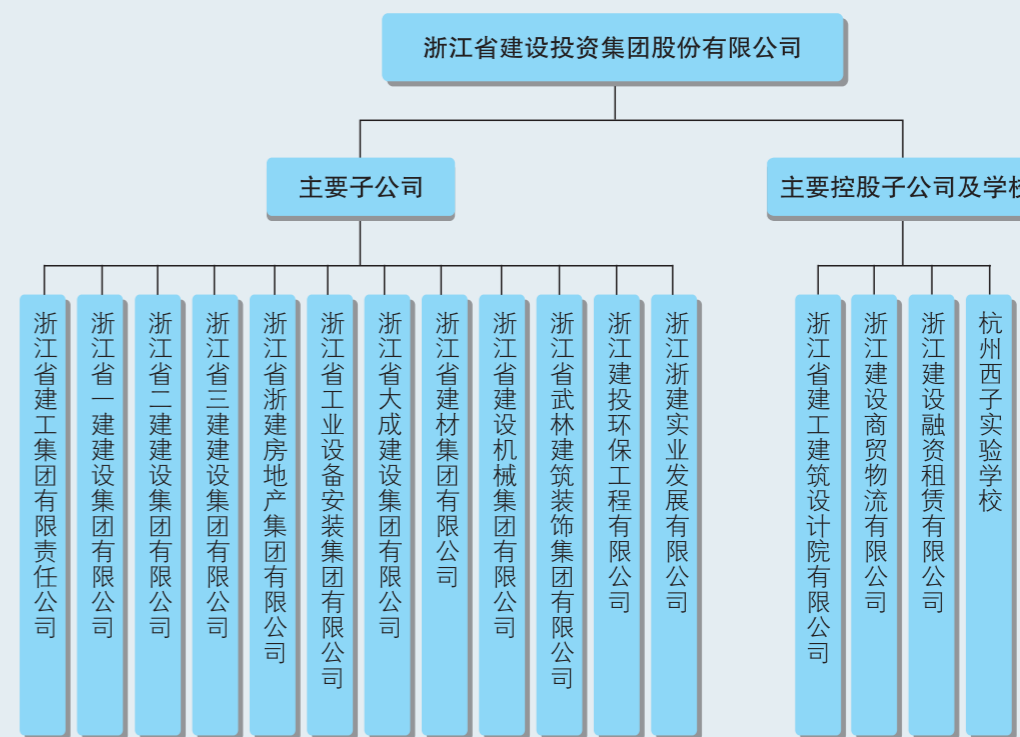 浙江省建设投资集团股份有限公司
主要子公司
主要控股子公司及学校
浙江省建工集团有限责任公司
浙江省一建建设集团有限公司
浙江省二建建设集团有限公司
浙江省三建建设集团有限公司
浙江省浙建房地产集团有限公司
浙江省工业设备安装集团有限公司
浙江省大成建设集团有限公司
浙江省建材集团有限公司
浙江省建设机械集团有限公司
浙江省武林建筑装饰集团有限公司
浙江建投环保工程有限公司
浙江浙建实业发展有限公司
浙江省建工建筑设计院有限公司
浙江建设商贸物流有限公司
浙江建设融资租赁有限公司
杭州西子实验学校